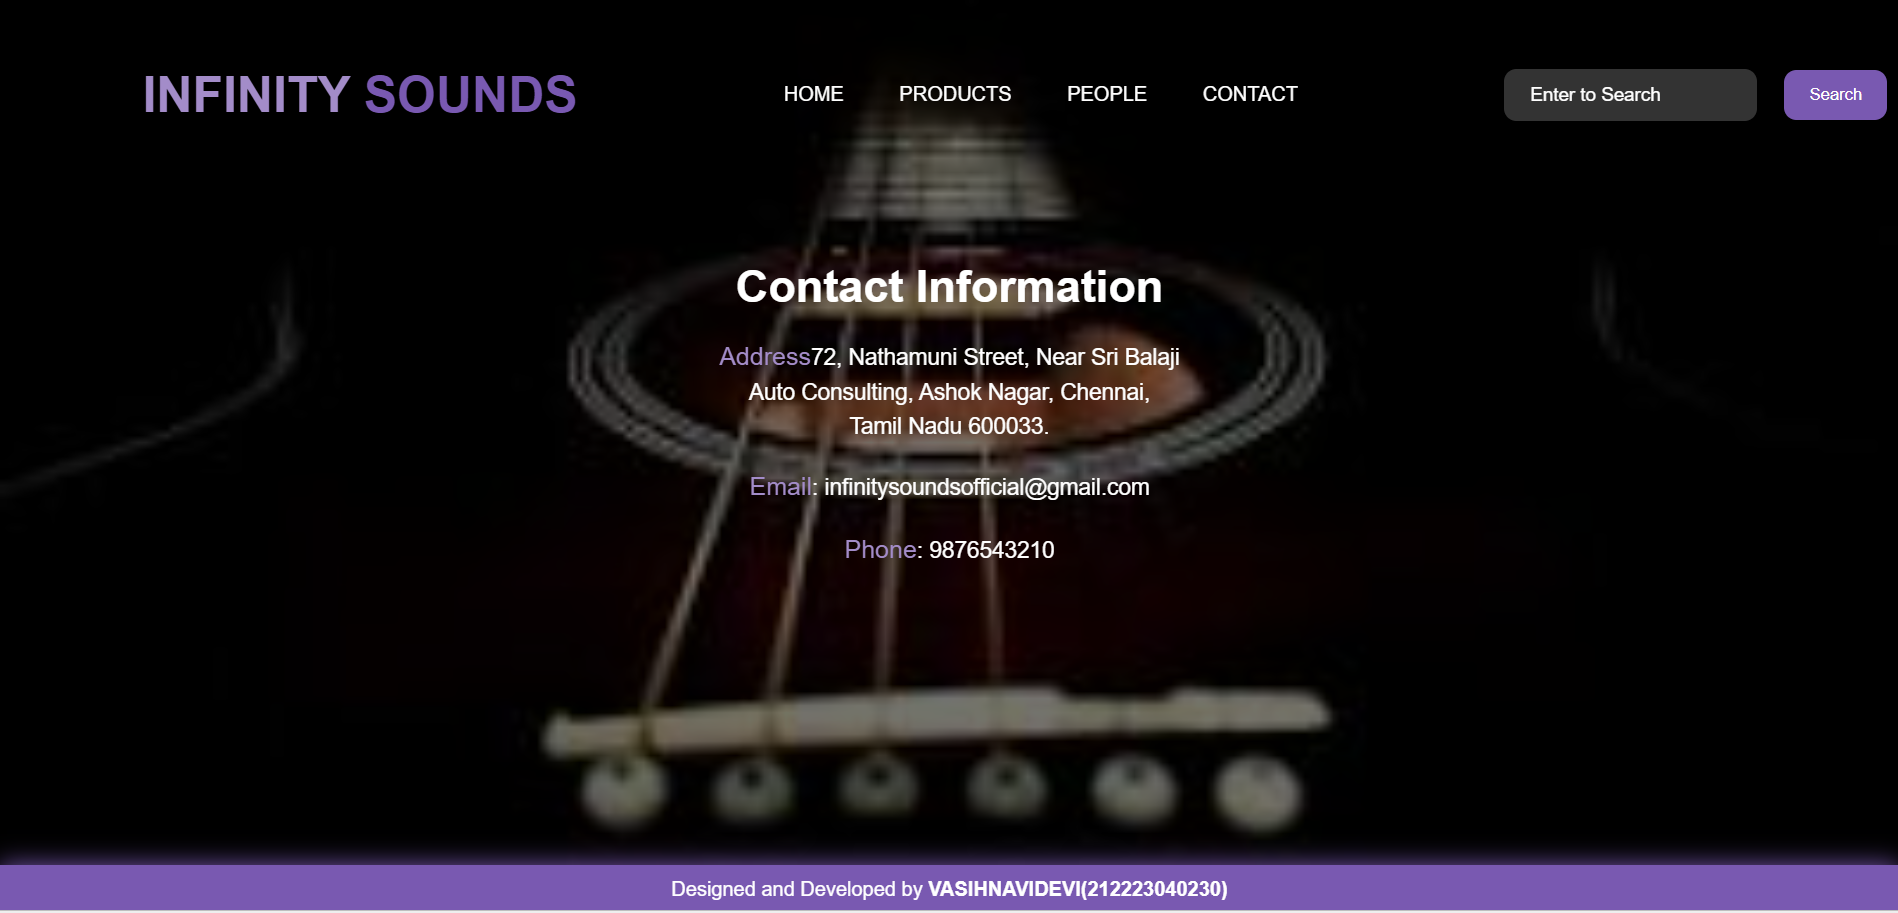 INFINITY SOUNDS
HOME PRODUCTS PEOPLE CONTACT
Enter to Search
Search
Contact Information
Address72, Nathamuni Street, Near Sri Balaji
Auto Consulting, Ashok Nagar, Chennai,
Tamil Nadu 600033.
Email: infinitysoundsofficial@gmail.com
Phone: 9876543210
Designed and Developed by VASIHNAVIDEVI(212223040230)